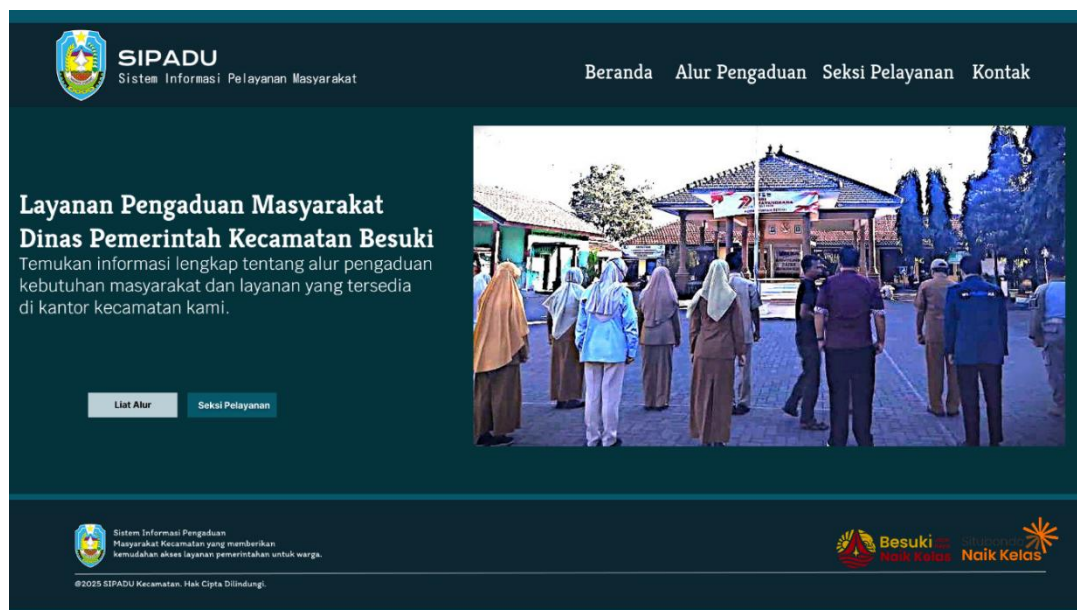 SIPADU
Sistem Informasi Pelayanan Masyarakat
Beranda Alur Pengaduan Seksi Pelayanan Kontak
Layanan Pengaduan Masyarakat
Dinas Pemerintah Kecamatan Besuki
Temukan informasi lengkap tentang alur pengaduan
kebutuhan masyarakat dan layanan yang tersedia
di kantor kecamatan kami.
Liat Alur
Seksi Pelayanan
Sistem Informasi Pengaduan
Masyarakat Kecamatan yang memberikan
kemudahan akses layanan pemerintahan untuk warga.
Besuki
Naik Kelas
Situbondo
Naik Kelas
©2025 SIPADU Kecamatan. Hak Cipta Dilindungi.